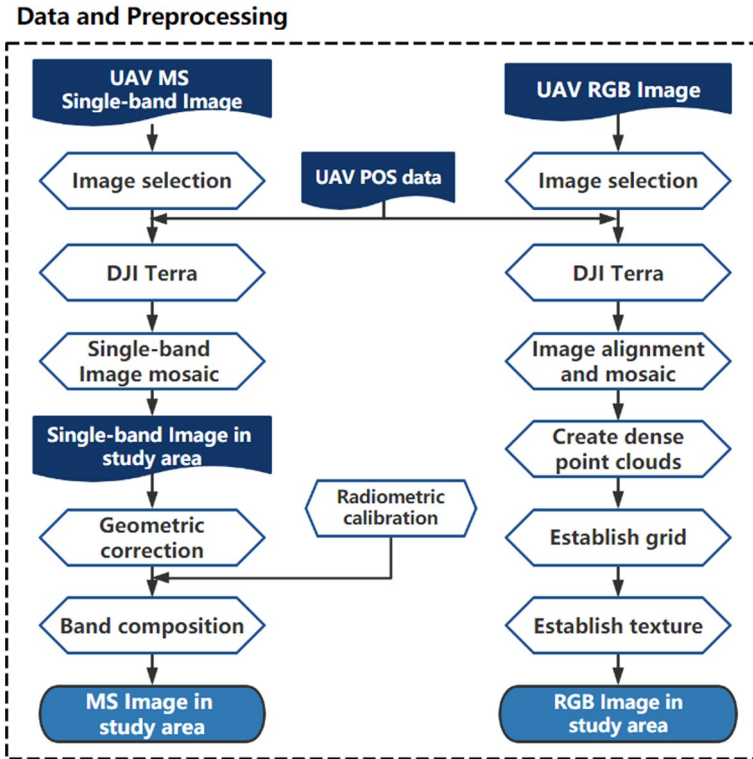 Data and Preprocessing
UAV MS
Single-band Image
Image selection
DJI Terra
Single-band
Image mosaic
Single-band Image in
study area
Geometric
correction
Band composition
MS Image in
study area
UAV POS data
Radiometric
calibration
UAV RGB Image
Image selection
DJI Terra
Image alignment
and mosaic
Create dense
point clouds
Establish grid
Establish texture
RGB Image in
study area